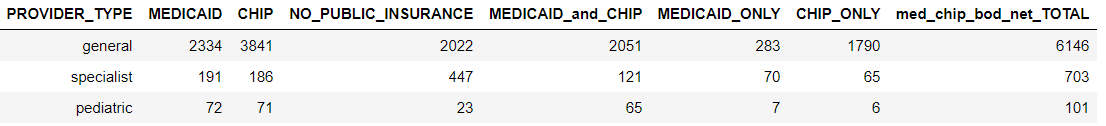 PROVIDER_TYPE MEDICAID CHIP NO_PUBLIC_INSURANCE MEDICAID_and_CHIP MEDICAID_ONLY CHIP_ONLY med_chip_bod_net_TOTAL
general 2334 3841 2022 2051 283 1790 6146
specialist 191 186 447 121 70 65 703
pediatric 72 71 23 65 7 6 101